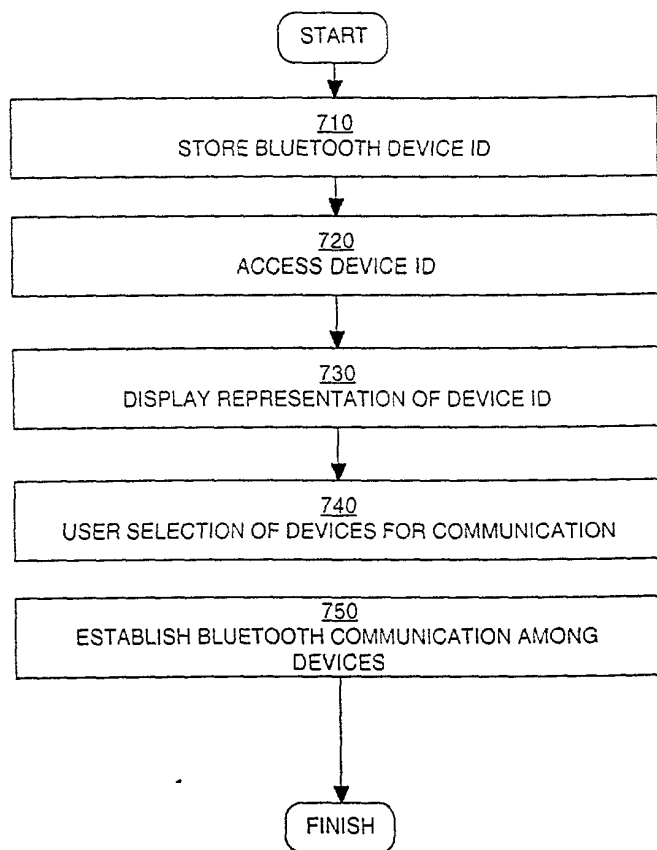 START
710
STORE BLUETOOTH DEVICE ID
720
ACCESS DEVICE ID
730
DISPLAY REPRESENTATION OF DEVICE ID
740
USER SELECTION OF DEVICES FOR COMMUNICATION
750
ESTABLISH BLUETOOTH COMMUNICATION AMONG
DEVICES
FINISH